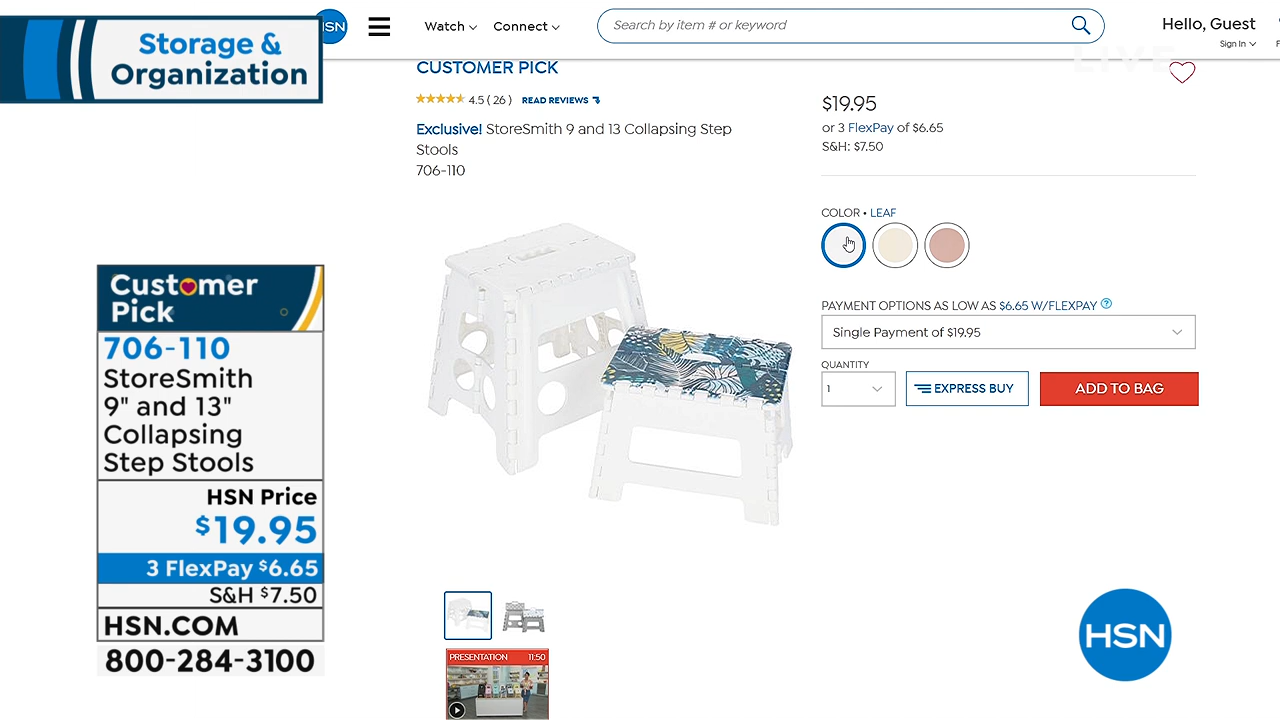 Storage &
Organization
HSN
Watch
Connect
Search by item # or keyword
Hello, Guest
Sign In
LIVE
CUSTOMER PICK
4.5 ( 26 ) READ REVIEWS
Exclusive! StoreSmith 9 and 13 Collapsing Step
Stools
706-110
$19.95
or 3 FlexPay of $6.65
S&H: $7.50
COLOR • LEAF
PAYMENT OPTIONS AS LOW AS $6.65 W/FLEXPAY ?
Single Payment of $19.95
QUANTITY
1
EXPRESS BUY
ADD TO BAG
Customer
Pick
706-110
StoreSmith
9" and 13"
Collapsing
Step Stools
HSN Price
$19.95
3 FlexPay $6.65
S&H $7.50
HSN.COM
800-284-3100
PRESENTATION 11:50
HSN